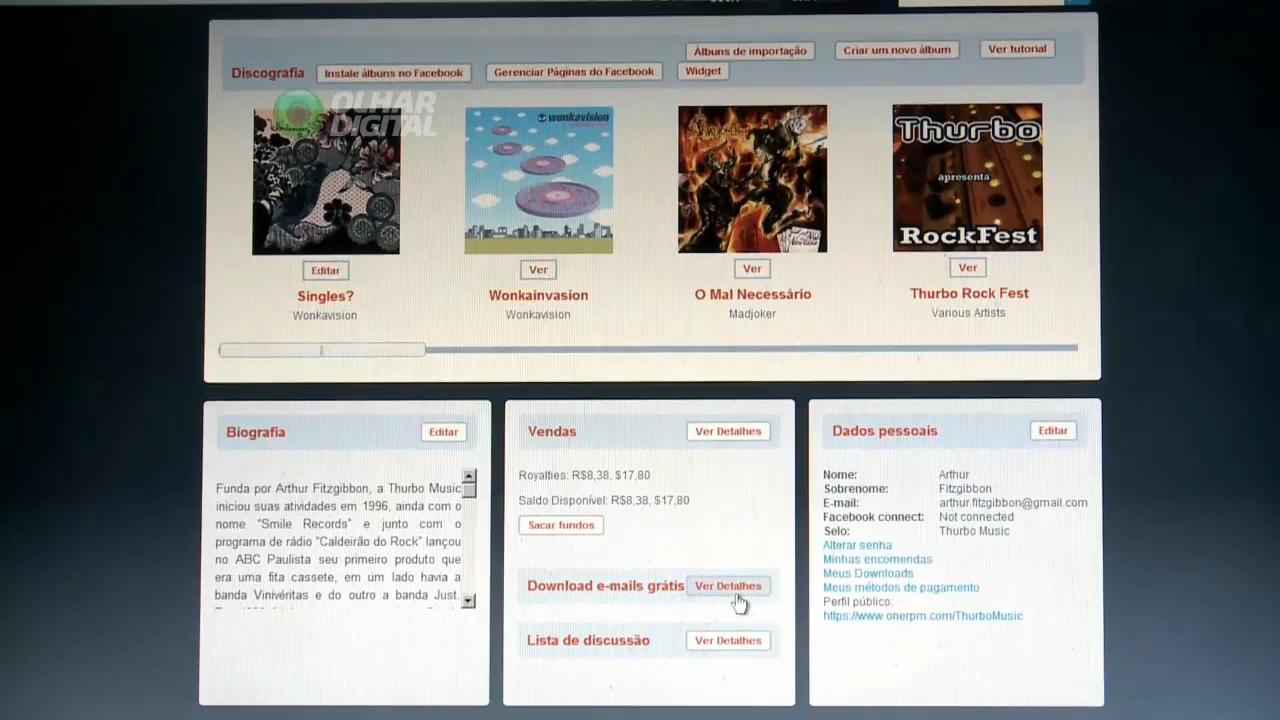 Álbuns de importação
Criar um novo álbum
Ver tutorial
Discografia
Instale álbuns no Facebook
Gerenciar Páginas do Facebook
Widget
OLHAR
DIGITAL
wonkavision
Thurbo
apresenta
RockFest
Editar
Ver
Ver
Ver
Singles?
Wonkainvasion
O Mal Necessário
Thurbo Rock Fest
Wonkavision
Wonkavision
Madjoker
Various Artists
Biografia
Editar
Funda por Arthur Fitzgibbon, a Thurbo Music
iniciou suas atividades em 1996, ainda com o
nome "Smile Records" e junto com o
programa de rádio "Caldeirão do Rock" lançou
no ABC Paulista seu primeiro produto que
era uma fita cassete, em um lado havia a
banda Vinivéritas e do outro a banda Just
Vendas
Ver Detalhes
Royalties: R$8,38, $17,80
Saldo Disponível: R$8,38, $17,80
Sacar fundos
Download e-mails grátis
Ver Detalhes
Lista de discussão
Ver Detalhes
Dados pessoais
Editar
Nome: Arthur
Sobrenome: Fitzgibbon
E-mail: arthur.fitzgibbon@gmail.com
Facebook connect: Not connected
Selo: Thurbo Music
Alterar senha
Minhas encomendas
Meus Downloads
Meus métodos de pagamento
Perfil público:
https://www.onerpm.com/ThurboMusic